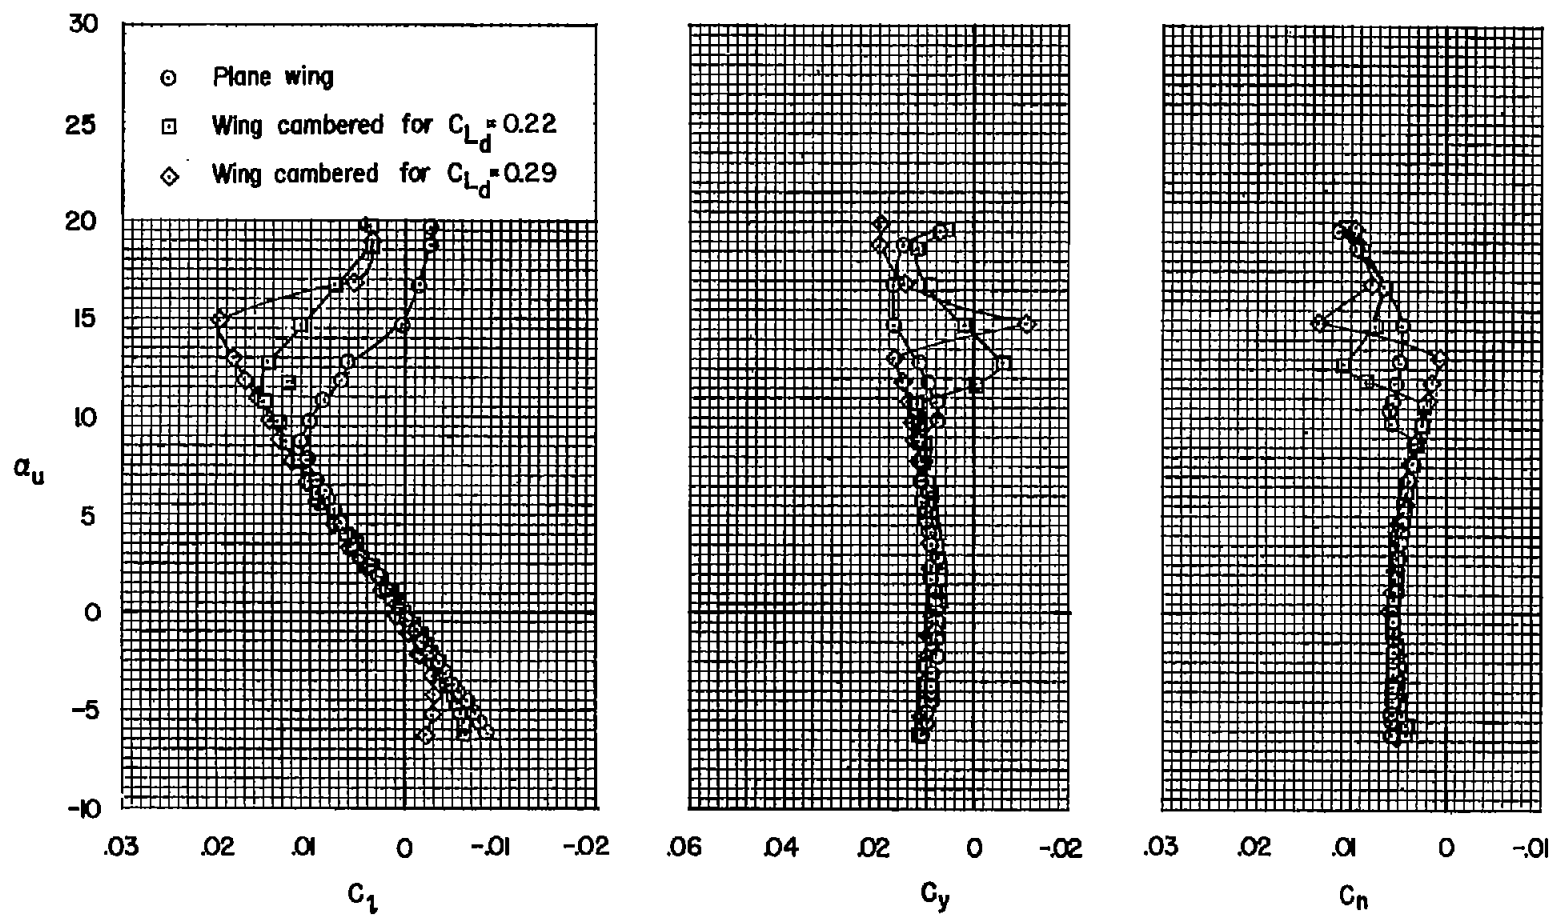 30
25
20
15
10
5
0
-5
-10
α_u
Plane wing
Wing cambered for C_L_d = 0.22
Wing cambered for C_L_d = 0.29
.03 .02 .01 0 -.01 -.02
C_l
.06 .04 .02 0 -.02
C_y
.03 .02 .01 0 -.01
C_n